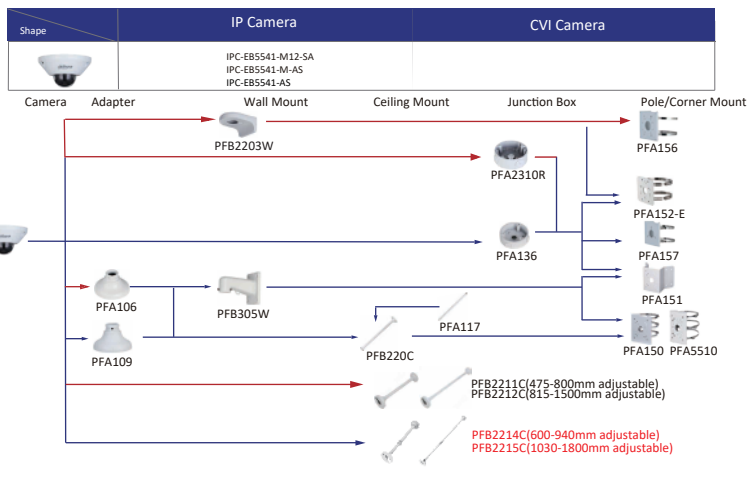 Shape
IP Camera
CVI Camera
IPC-EB5541-M12-SA
IPC-EB5541-M-AS
IPC-EB5541-AS
Camera
Adapter
Wall Mount
Ceiling Mount
Junction Box
Pole/Corner Mount
PFB2203W
PFA156
PFA2310R
PFA152-E
PFA136
PFA157
PFA106
PFB305W
PFA151
PFA117
PFA109
PFB220C
PFA150
PFA5510
PFB2211C(475-800mm adjustable)
PFB2212C(815-1500mm adjustable)
PFB2214C(600-940mm adjustable)
PFB2215C(1030-1800mm adjustable)